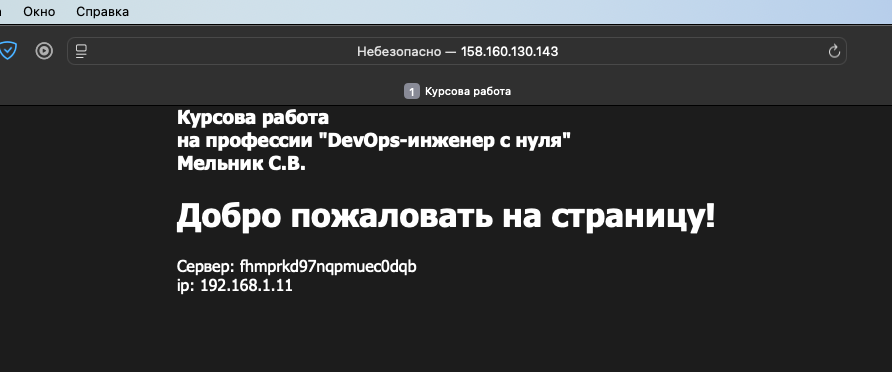 Окно Справка
Небезопасно — 158.160.130.143
1 Курсова работа
Курсова работа
на профессии "DevOps-инженер с нуля"
Мельник С.В.
Добро пожаловать на страницу!
Сервер: fhmprkd97nqpmuec0dqb
ip: 192.168.1.11